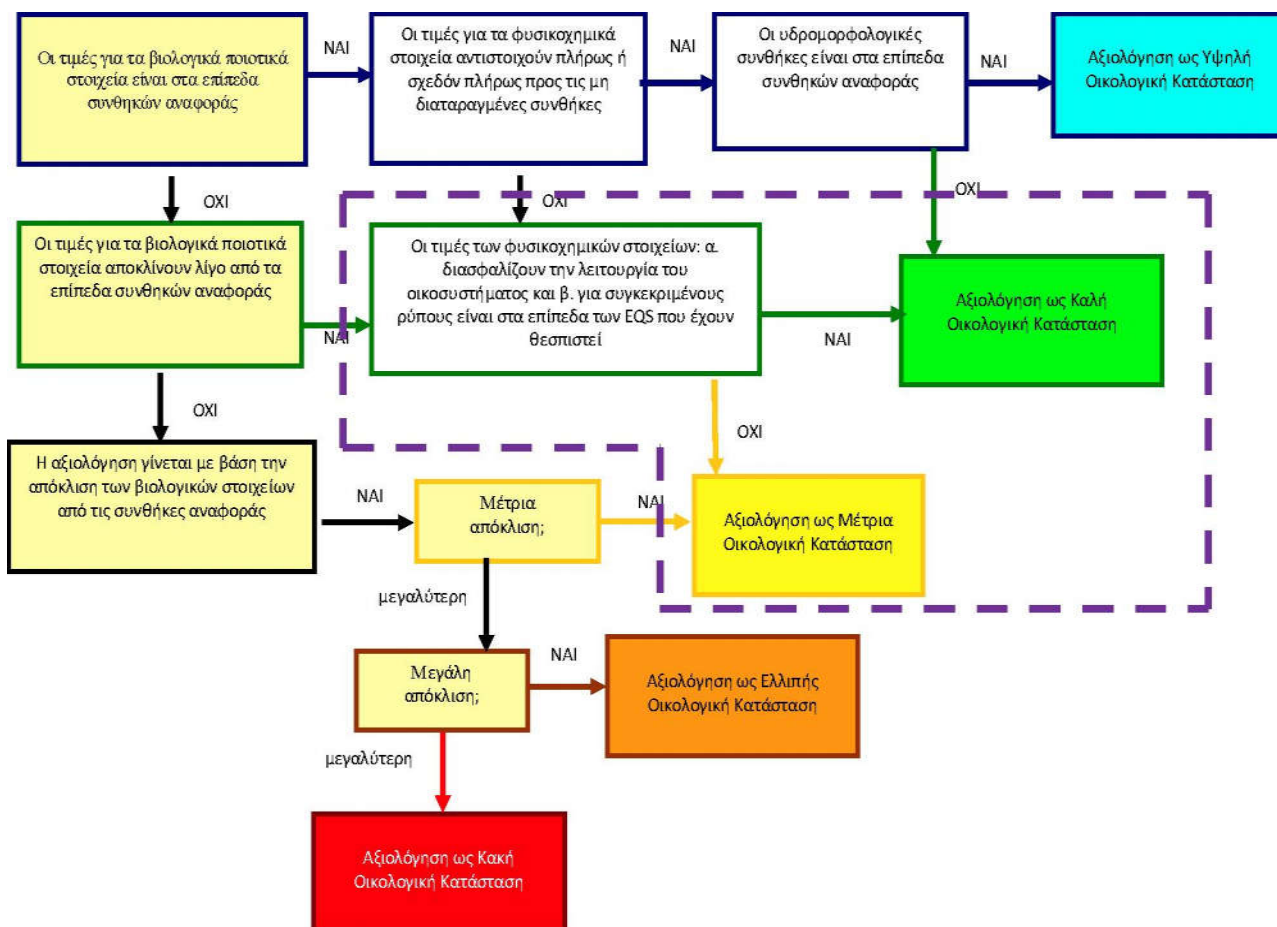 Οι τιμές για τα βιολογικά ποιοτικά
στοιχεία είναι στα επίπεδα
συνθηκών αναφοράς
ΝΑΙ
Οι τιμές για τα φυσικοχημικά
στοιχεία αντιστοιχούν πλήρως ή
σχεδόν πλήρως προς τις μη
διαταραγμένες συνθήκες
ΝΑΙ
Οι υδρομορφολογικές
συνθήκες είναι στα επίπεδα
συνθηκών αναφοράς
ΝΑΙ
Αξιολόγηση ως Υψηλή
Οικολογική Κατάσταση
ΟΧΙ
ΟΧΙ
ΟΧΙ
Οι τιμές για τα βιολογικά ποιοτικά
στοιχεία αποκλίνουν λίγο από τα
επίπεδα συνθηκών αναφοράς
ΝΑΙ
Οι τιμές των φυσικοχημικών στοιχείων: α.
διασφαλίζουν την λειτουργία του
οικοσυστήματος και β. για συγκεκριμένους
ρύπους είναι στα επίπεδα των EQS που έχουν
θεσπιστεί
ΝΑΙ
Αξιολόγηση ως Καλή
Οικολογική Κατάσταση
ΟΧΙ
ΟΧΙ
Η αξιολόγηση γίνεται με βάση την
απόκλιση των βιολογικών στοιχείων
από τις συνθήκες αναφοράς
ΝΑΙ
Μέτρια
απόκλιση;
ΝΑΙ
Αξιολόγηση ως Μέτρια
Οικολογική Κατάσταση
μεγαλύτερη
Μεγάλη
απόκλιση;
ΝΑΙ
Αξιολόγηση ως Ελλιπής
Οικολογική Κατάσταση
μεγαλύτερη
Αξιολόγηση ως Κακή
Οικολογική Κατάσταση